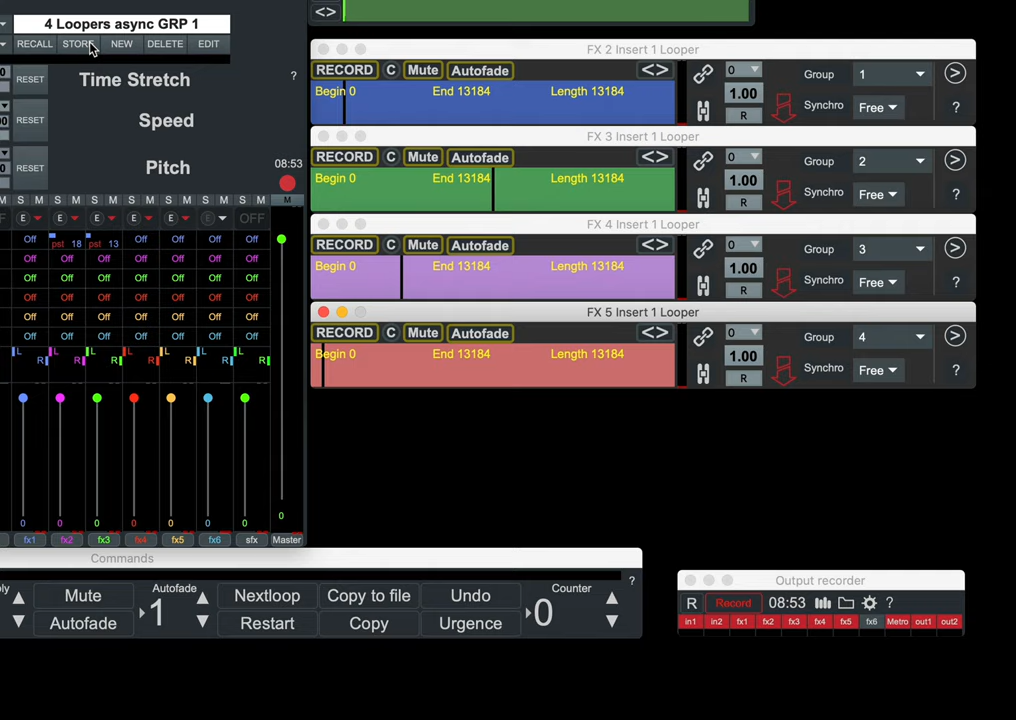 4 Loopers async GRP 1
RECALL STORE NEW DELETE EDIT
RESET Time Stretch ?
RESET Speed
RESET Pitch
08:53
M S M S M S M S M S M S M M
E E E E E E OFF
Off pst 18 pst 13 Off Off Off Off
Off Off Off Off Off Off Off
Off Off Off Off Off Off Off
Off Off Off Off Off Off Off
Off Off Off Off Off Off Off
Off Off Off Off Off Off Off
L R L R L R L R L R L R L R
0
0 0 0 0 0 0 0
fx1 fx2 fx3 fx4 fx5 fx6 sfx Master
<>
FX 2 Insert 1 Looper
RECORD C Mute Autofade <> 0 Group 1 >
Begin 0 End 13184 Length 13184 1.00
R Synchro Free ?
FX 3 Insert 1 Looper
RECORD C Mute Autofade <> 0 Group 2 >
Begin 0 End 13184 Length 13184 1.00
R Synchro Free ?
FX 4 Insert 1 Looper
RECORD C Mute Autofade <> 0 Group 3 >
Begin 0 End 13184 Length 13184 1.00
R Synchro Free ?
FX 5 Insert 1 Looper
RECORD C Mute Autofade <> 0 Group 4 >
Begin 0 End 13184 Length 13184 1.00
R Synchro Free ?
Commands
?
Mute Autofade 1 Nextloop Copy to file Undo Counter 0
Autofade Restart Copy Urgence
Output recorder
R Record 08:53 ?
in1 in2 fx1 fx2 fx3 fx4 fx5 fx6 Metro out1 out2